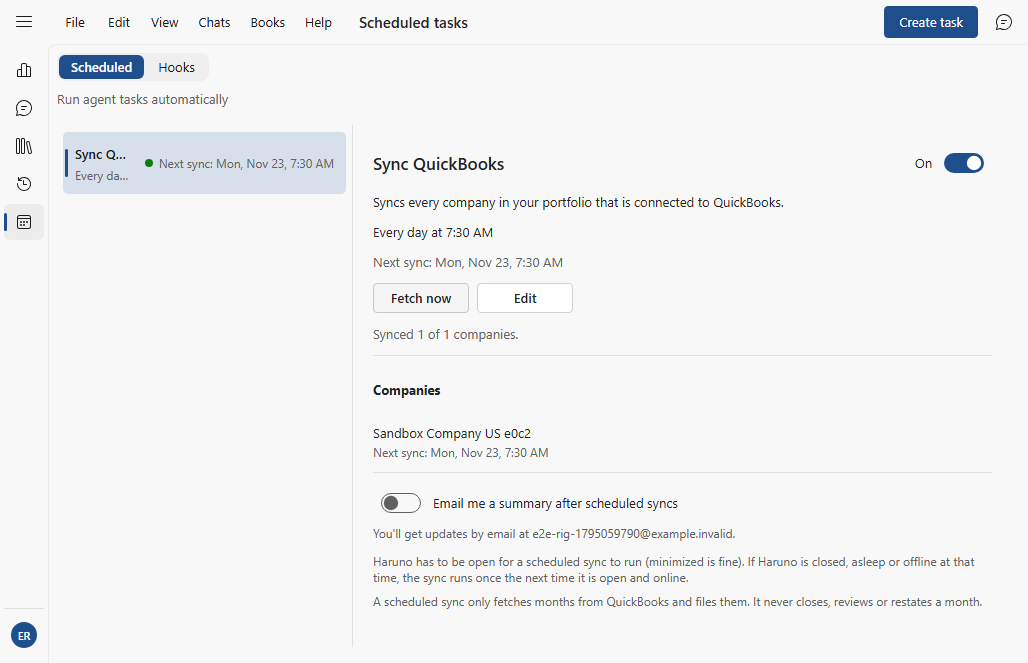 File Edit View Chats Books Help Scheduled tasks Create task
Scheduled Hooks
Run agent tasks automatically
Sync Q...
Every da...
Next sync: Mon, Nov 23, 7:30 AM
Sync QuickBooks
On
Syncs every company in your portfolio that is connected to QuickBooks.
Every day at 7:30 AM
Next sync: Mon, Nov 23, 7:30 AM
Fetch now Edit
Synced 1 of 1 companies.
Companies
Sandbox Company US e0c2
Next sync: Mon, Nov 23, 7:30 AM
Email me a summary after scheduled syncs
You'll get updates by email at e2e-rig-1795059790@example.invalid.
Haruno has to be open for a scheduled sync to run (minimized is fine). If Haruno is closed, asleep or offline at that
time, the sync runs once the next time it is open and online.
A scheduled sync only fetches months from QuickBooks and files them. It never closes, reviews or restates a month.
ER